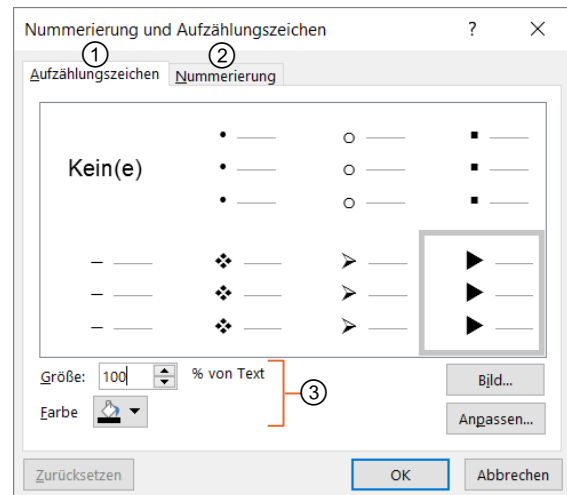 Nummerierung und Aufzählungszeichen ? ×
① ②
Aufzählungszeichen Nummerierung
Kein(e)
Größe: 100 % von Text
③
Bild...
Farbe
Anpassen...
Zurücksetzen OK Abbrechen